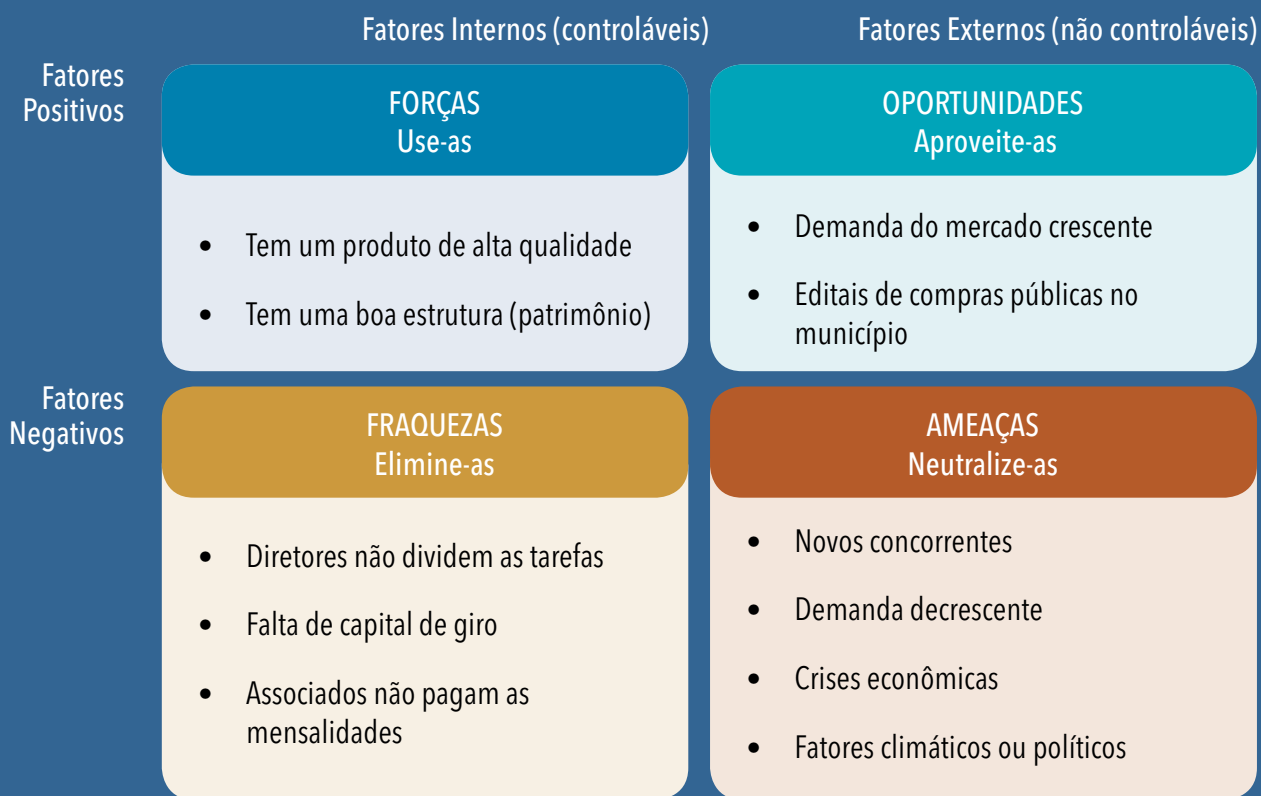 Fatores Internos (controláveis)
Fatores Externos (não controláveis)
Fatores
Positivos
FORÇAS
Use-as
• Tem um produto de alta qualidade
• Tem uma boa estrutura (patrimônio)
OPORTUNIDADES
Aproveite-as
• Demanda do mercado crescente
• Editais de compras públicas no
município
Fatores
Negativos
FRAQUEZAS
Elimine-as
• Diretores não dividem as tarefas
• Falta de capital de giro
• Associados não pagam as
mensalidades
AMEAÇAS
Neutralize-as
• Novos concorrentes
• Demanda decrescente
• Crises econômicas
• Fatores climáticos ou políticos